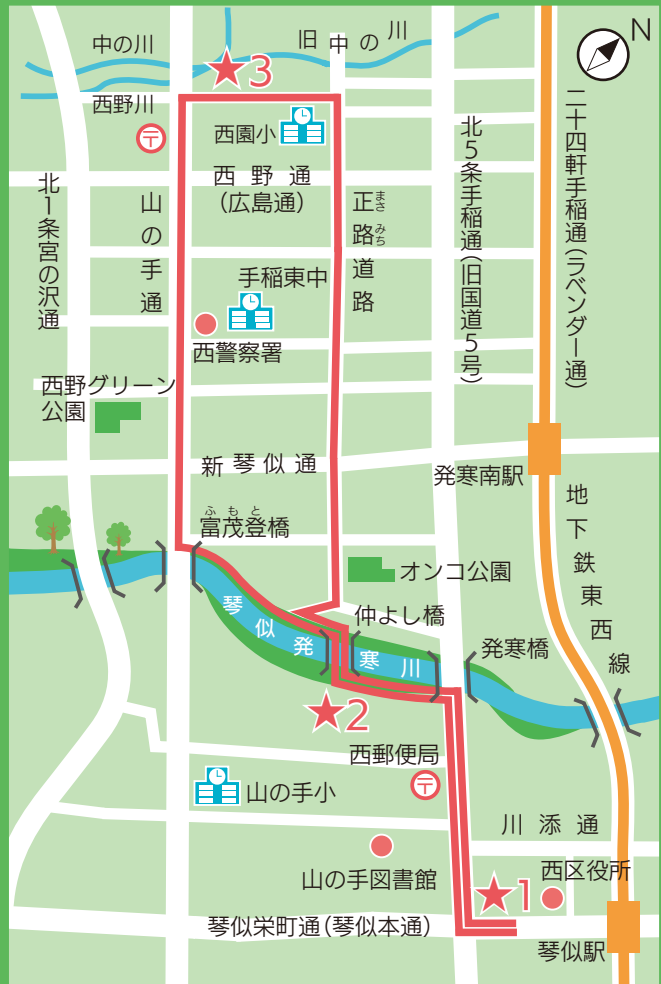 N
中の川
旧中の川
★3
西野川
〒
西園小
西野通
(広島通)
山の手通
北1条宮の沢通
正路道路
まさみち
北5条手稲通(旧国道5号)
二十四軒手稲通(ラベンダー通)
手稲東中
西警察署
西野グリーン
公園
新琴似通
発寒南駅
ふもと
富茂登橋
オンコ公園
地下鉄東西線
仲よし橋
琴似発寒川
発寒橋
★2
西郵便局
〒
山の手小
川添通
山の手図書館
★1
西区役所
琴似栄町通(琴似本通)
琴似駅